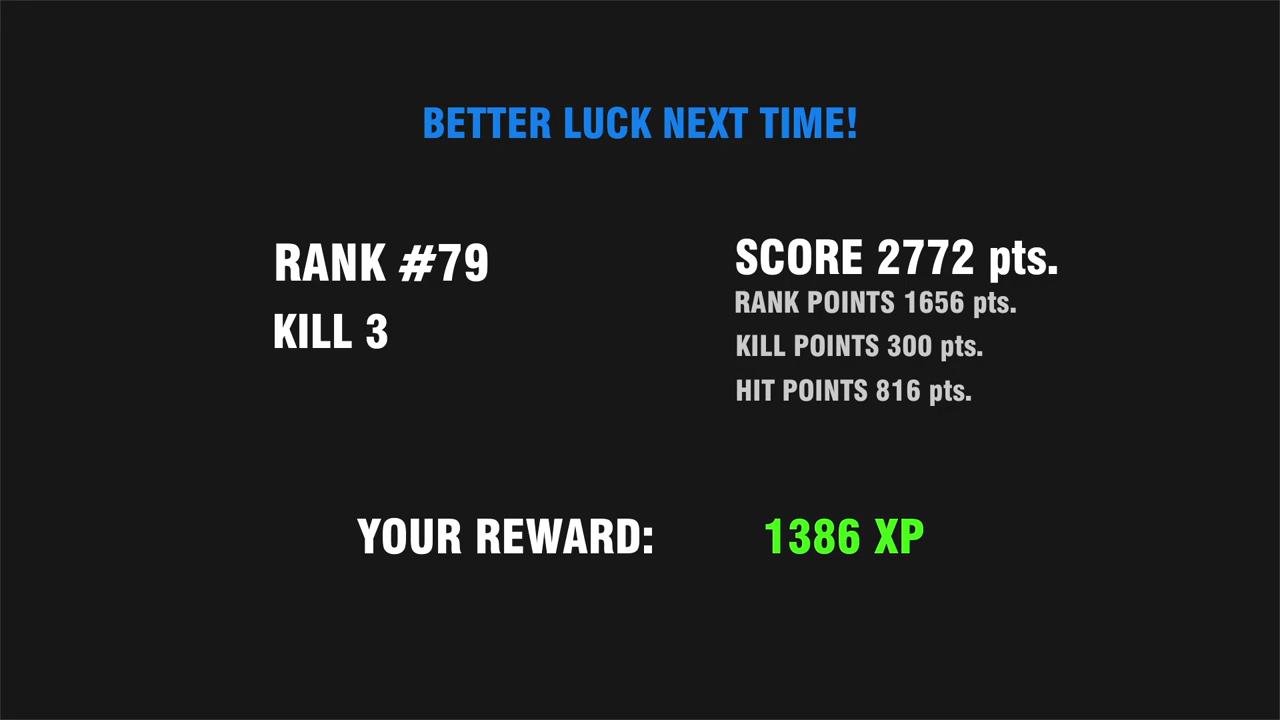 BETTER LUCK NEXT TIME!
RANK #79
KILL 3
SCORE 2772 pts.
RANK POINTS 1656 pts.
KILL POINTS 300 pts.
HIT POINTS 816 pts.
YOUR REWARD: 1386 XP